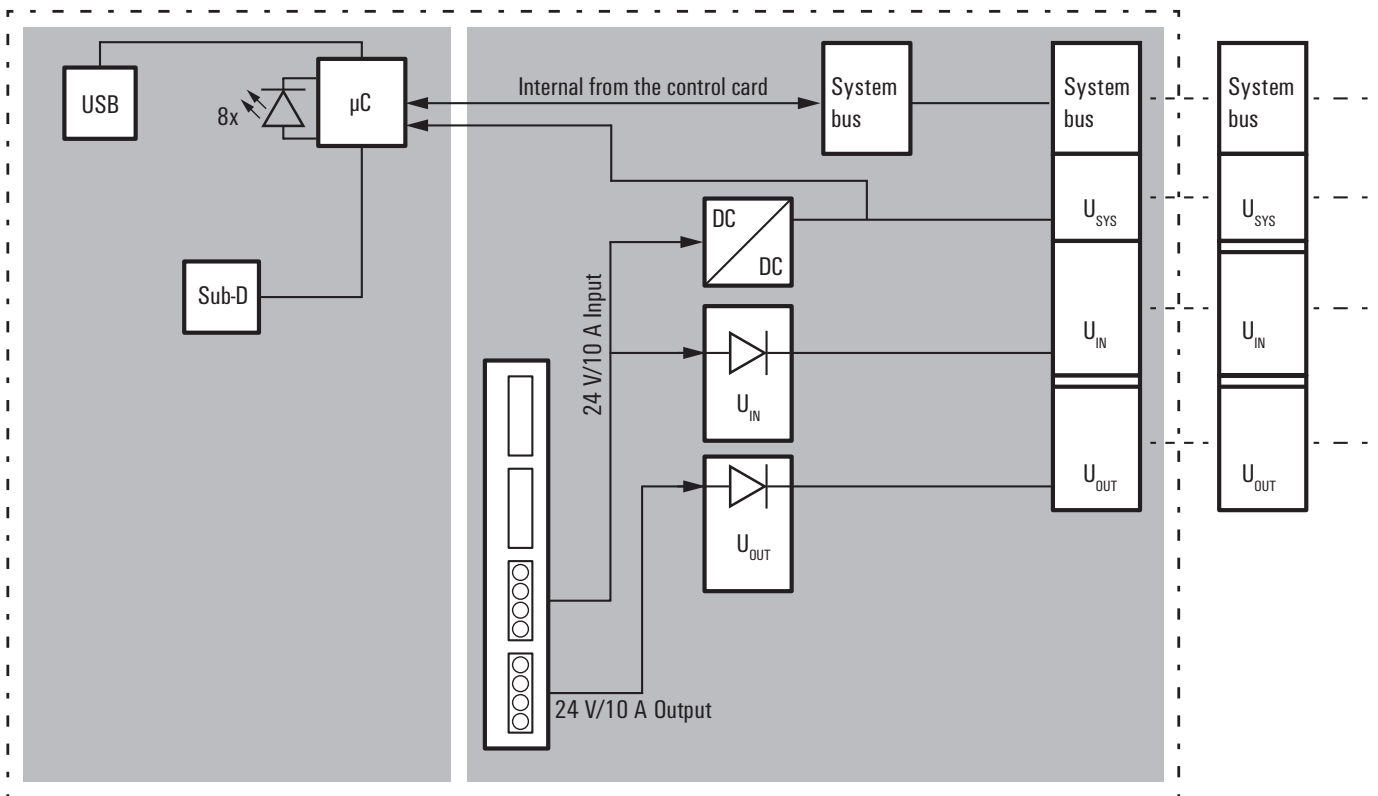 USB
8x
µC
Internal from the control card
System
bus
System
bus
System
bus
DC
DC
U_SYS
U_SYS
Sub-D
24 V/10 A Input
U_IN
U_IN
U_IN
U_OUT
U_OUT
U_OUT
24 V/10 A Output